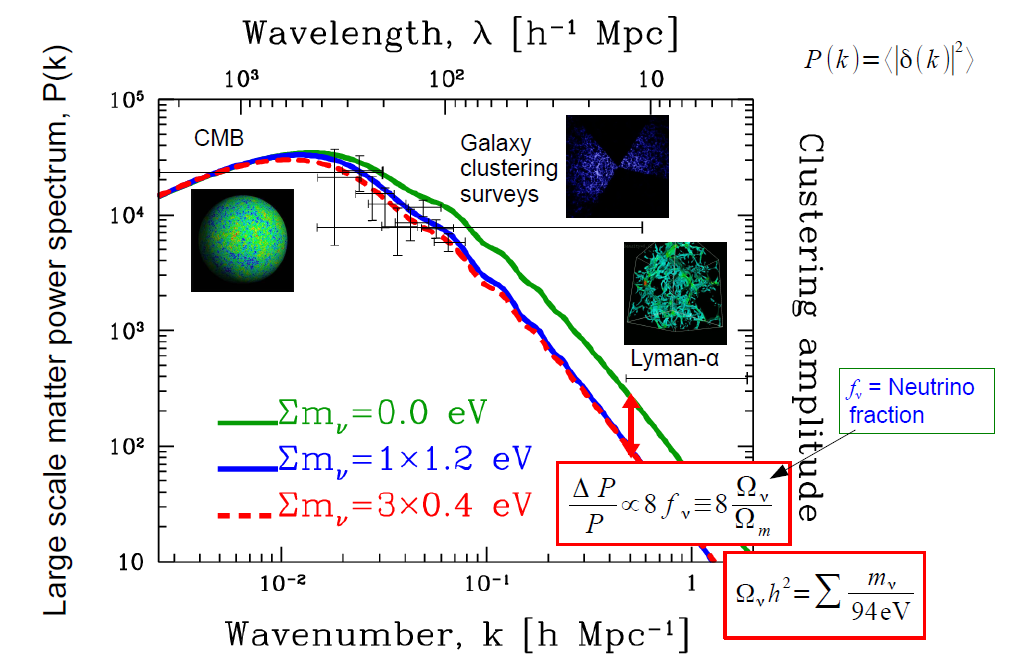 Wavelength, λ [h⁻¹ Mpc]
P(k)=⟨|δ(k)|²⟩
10³ 10² 10
Large scale matter power spectrum, P(k)
10⁵
10⁴
10³
10²
10
CMB
Galaxy
clustering
surveys
Lyman-α
Clustering amplitude
fν = Neutrino
fraction
Σmν=0.0 eV
Σmν=1×1.2 eV
Σmν=3×0.4 eV
ΔP/P ∝ 8 fν ≡ 8 Ων/Ωm
Ωνh²=∑ mν/94eV
10⁻² 10⁻¹ 1
Wavenumber, k [h Mpc⁻¹]